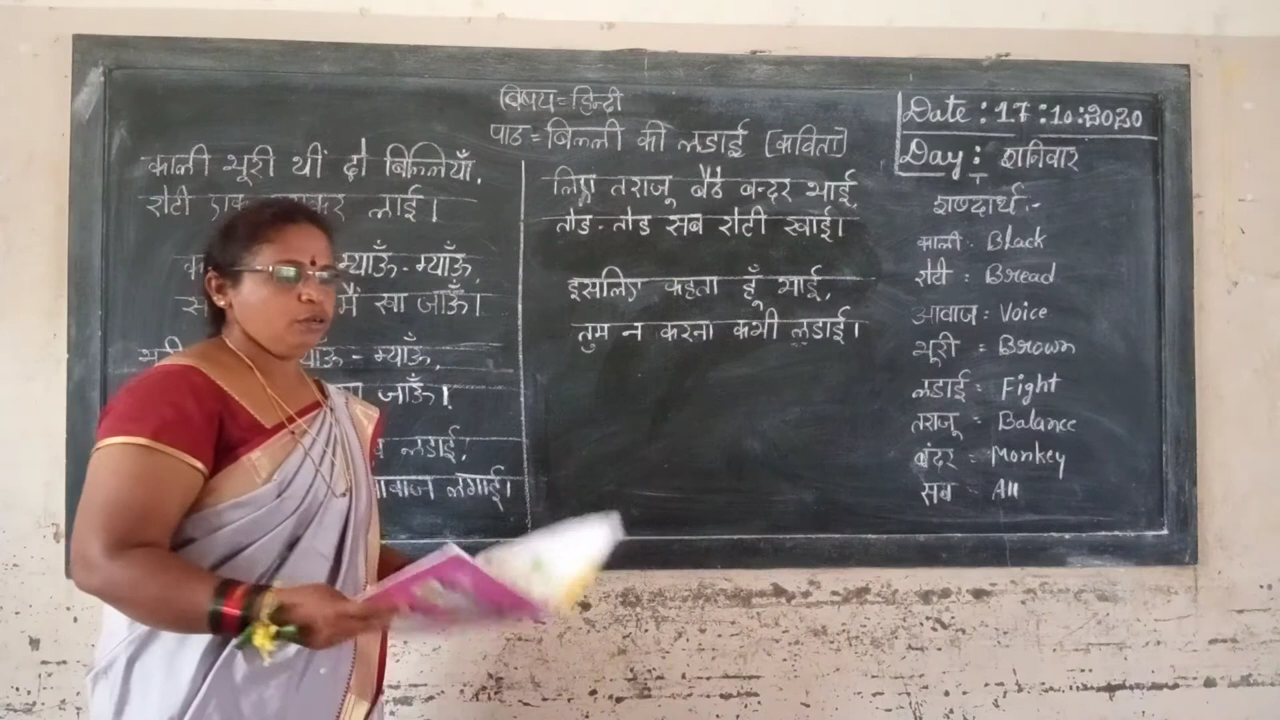 विषय=हिन्दी
पाठ=बिल्ली की लडाई [कविता]
Date : 17 :10:2020
Day : शनिवार
काली भूरी थीं दो बिल्लियाँ,
रोटी एक लाई।
म्याऊँ-म्याऊँ,
मैं खा जाऊँ।
म्याऊँ,
जाऊँ।
लडाई,
लगाई।
लिए तराजू बैठे बन्दर भाई,
तोड-तोड सब रोटी खाई।
इसलिए कहता हूँ भाई,
तुम न करना कभी लडाई।
शब्दार्थ:-
काली : Black
रोटी : Bread
आवाज : Voice
भूरी = Brown
लडाई = Fight
तराजू = Balance
बंदर = Monkey
सब = All